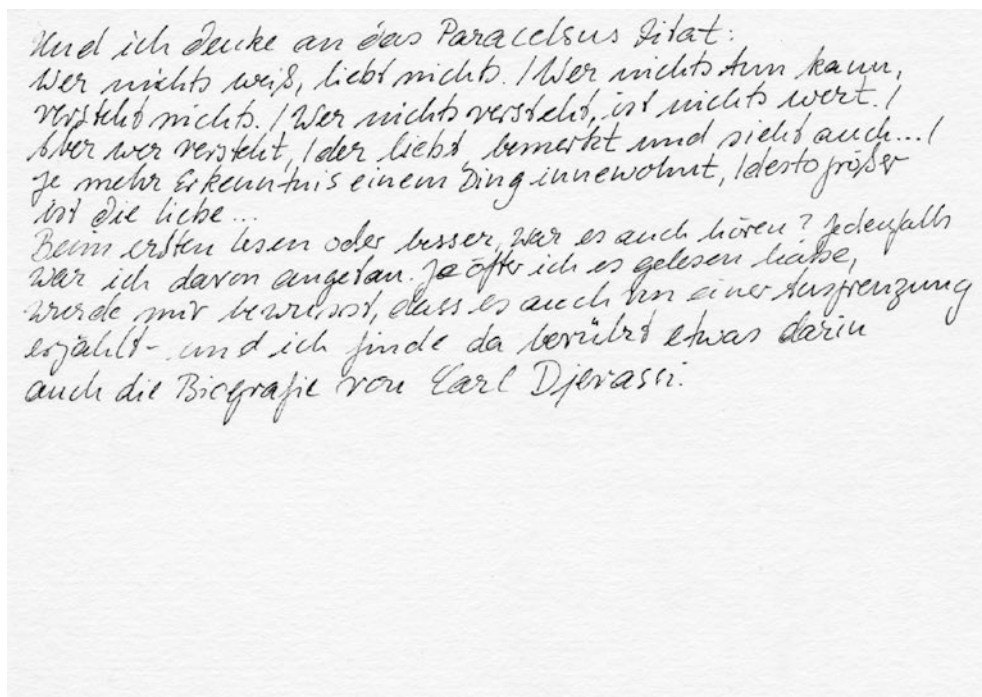 Und ich denke an das Paracelsus Zitat:
Wer nichts weiß, liebt nichts. / Wer nichts tun kann,
versteht nichts. / Wer nichts versteht, ist nichts wert. /
Aber wer versteht, / der liebt, bemerkt und sieht auch... /
Je mehr Erkenntnis einem Ding innewohnt, / desto größer
ist die Liebe...
Beim ersten Lesen oder besser, war es auch hören? Jedenfalls
war ich davon angetan. Je öfter ich es gelesen habe,
wurde mir bewusst, dass es auch von einer Ausgrenzung
erzählt - und ich finde da berührt etwas darin
auch die Biografie von Carl Djerassi.